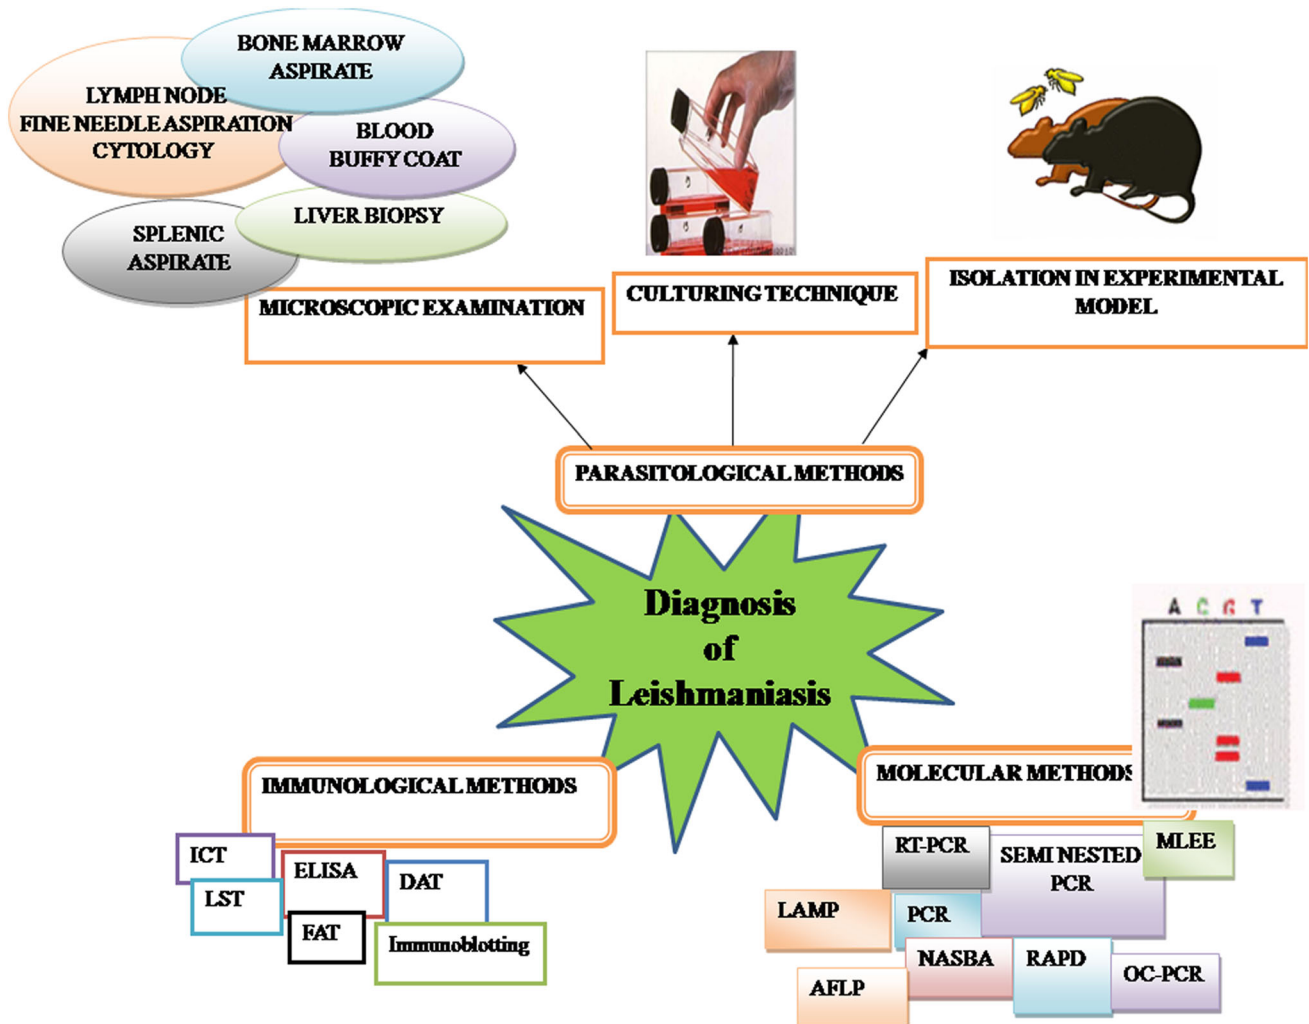 BONE MARROW
ASPIRATE
LYMPH NODE
FINE NEEDLE ASPIRATION
CYTOLOGY
BLOOD
BUFFY COAT
LIVER BIOPSY
SPLENIC
ASPIRATE
MICROSCOPIC EXAMINATION
CULTURING TECHNIQUE
ISOLATION IN EXPERIMENTAL
MODEL
PARASITOLOGICAL METHODS
Diagnosis
of
Leishmaniasis
A C G T
IMMUNOLOGICAL METHODS
MOLECULAR METHODS
ICT
LST
ELISA
FAT
DAT
Immunoblotting
RT-PCR
SEMI NESTED
PCR
MLEE
LAMP
PCR
NASBA
RAPD
OC-PCR
AFLP